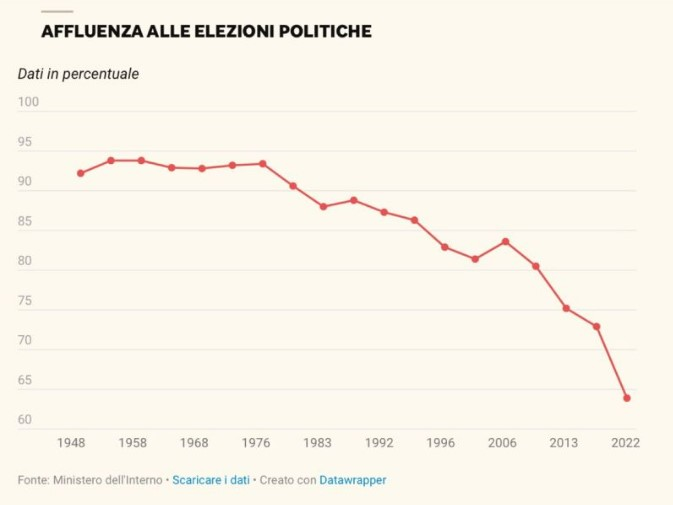 AFFLUENZA ALLE ELEZIONI POLITICHE
Dati in percentuale
100
95
90
85
80
75
70
65
60
1948 1958 1968 1976 1983 1992 1996 2006 2013 2022
Fonte: Ministero dell'Interno • Scaricare i dati • Creato con Datawrapper